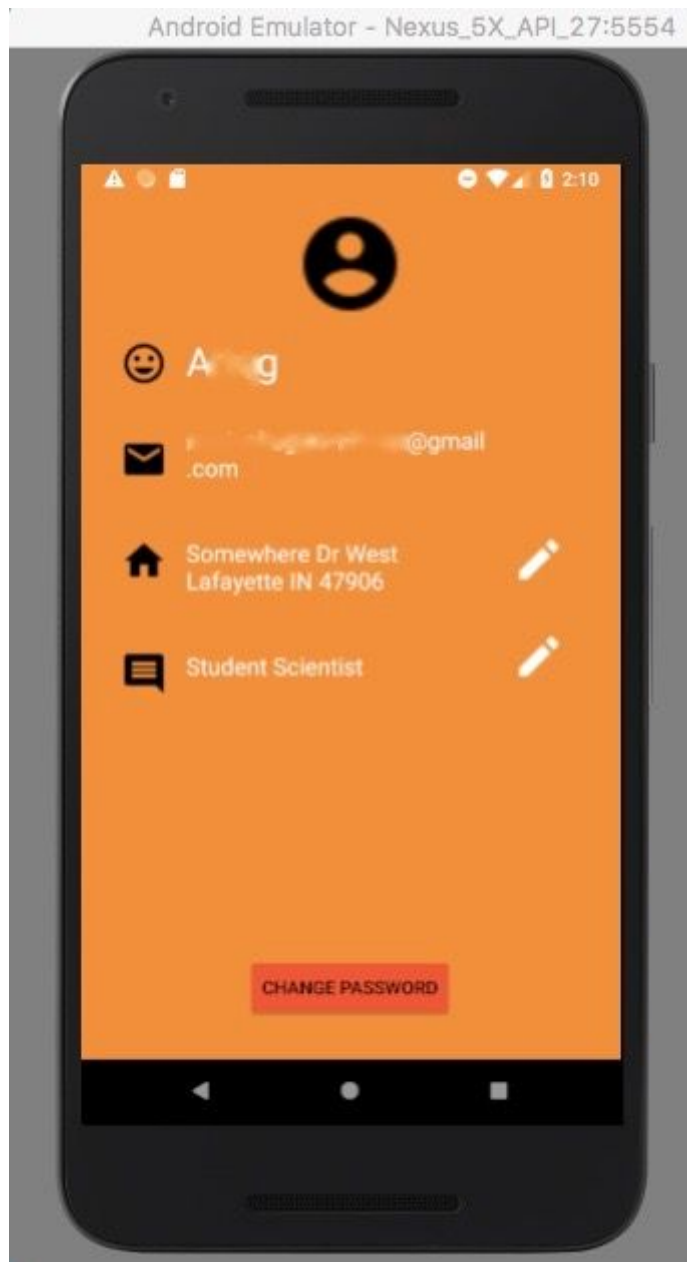 Android Emulator - Nexus_5X_API_27:5554
2:10
@gmail
.com
Somewhere Dr West
Lafayette IN 47906
Student Scientist
CHANGE PASSWORD